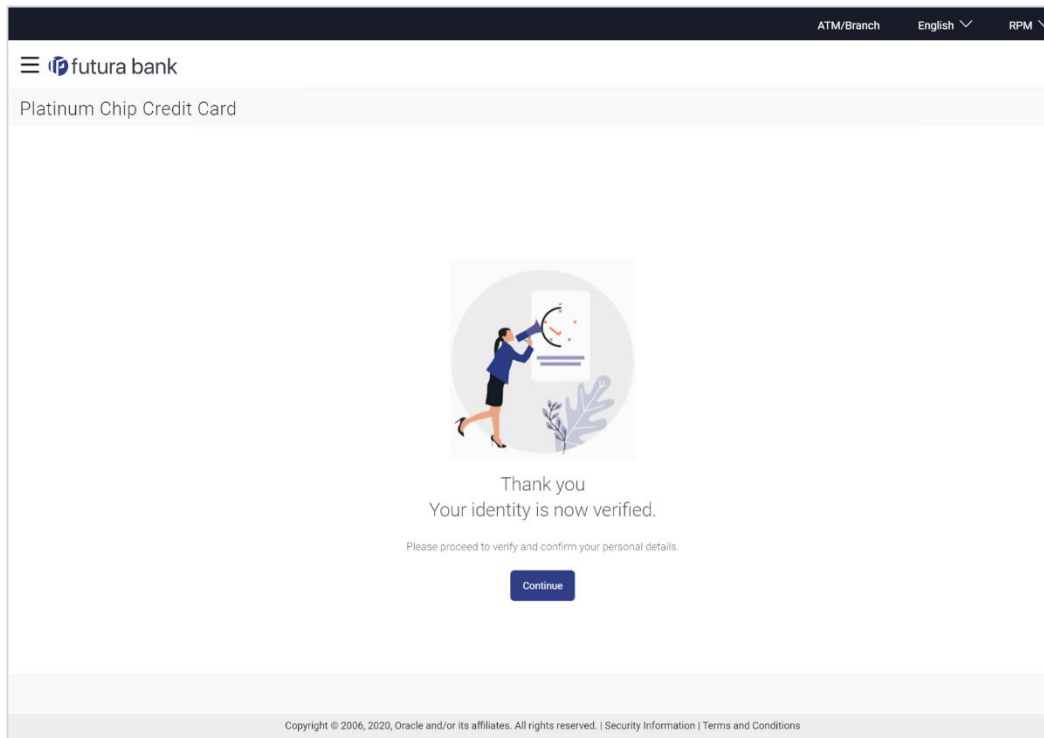 ATM/Branch English RPM
futura bank
Platinum Chip Credit Card
Thank you
Your identity is now verified.
Please proceed to verify and confirm your personal details.
Continue
Copyright © 2006, 2020, Oracle and/or its affiliates. All rights reserved. | Security Information | Terms and Conditions